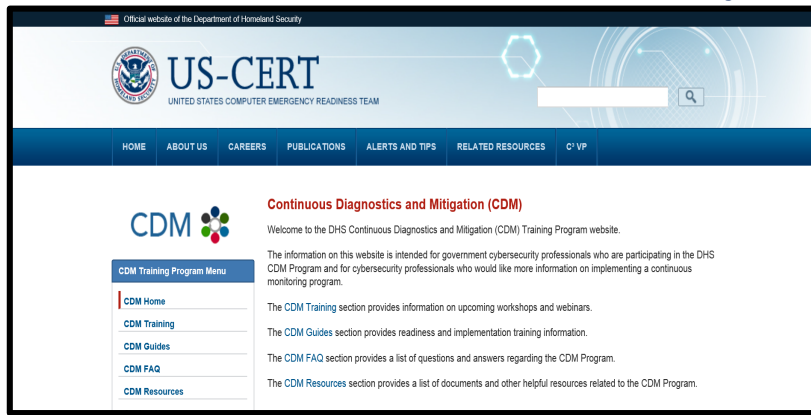 Official website of the Department of Homeland Security
US-CERT
UNITED STATES COMPUTER EMERGENCY READINESS TEAM
HOME ABOUT US CAREERS PUBLICATIONS ALERTS AND TIPS RELATED RESOURCES C³ VP
CDM
CDM Training Program Menu
CDM Home
CDM Training
CDM Guides
CDM FAQ
CDM Resources
Continuous Diagnostics and Mitigation (CDM)
Welcome to the DHS Continuous Diagnostics and Mitigation (CDM) Training Program website.
The information on this website is intended for government cybersecurity professionals who are participating in the DHS
CDM Program and for cybersecurity professionals who would like more information on implementing a continuous
monitoring program.
The CDM Training section provides information on upcoming workshops and webinars.
The CDM Guides section provides readiness and implementation training information.
The CDM FAQ section provides a list of questions and answers regarding the CDM Program.
The CDM Resources section provides a list of documents and other helpful resources related to the CDM Program.